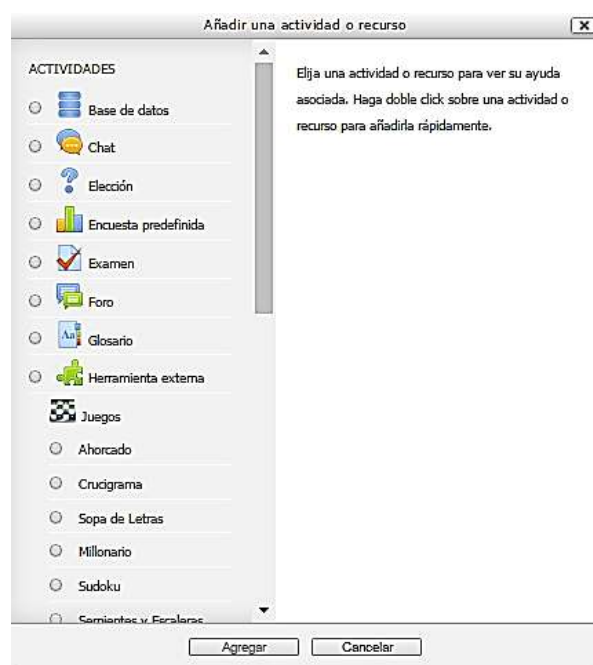 Añadir una actividad o recurso
ACTIVIDADES
Base de datos
Chat
Elección
Encuesta predefinida
Examen
Foro
Glosario
Herramienta externa
Juegos
Ahorcado
Crucigrama
Sopa de Letras
Millonario
Sudoku
Serpientes y Escaleras
Elija una actividad o recurso para ver su ayuda
asociada. Haga doble click sobre una actividad o
recurso para añadirla rápidamente.
Agregar
Cancelar